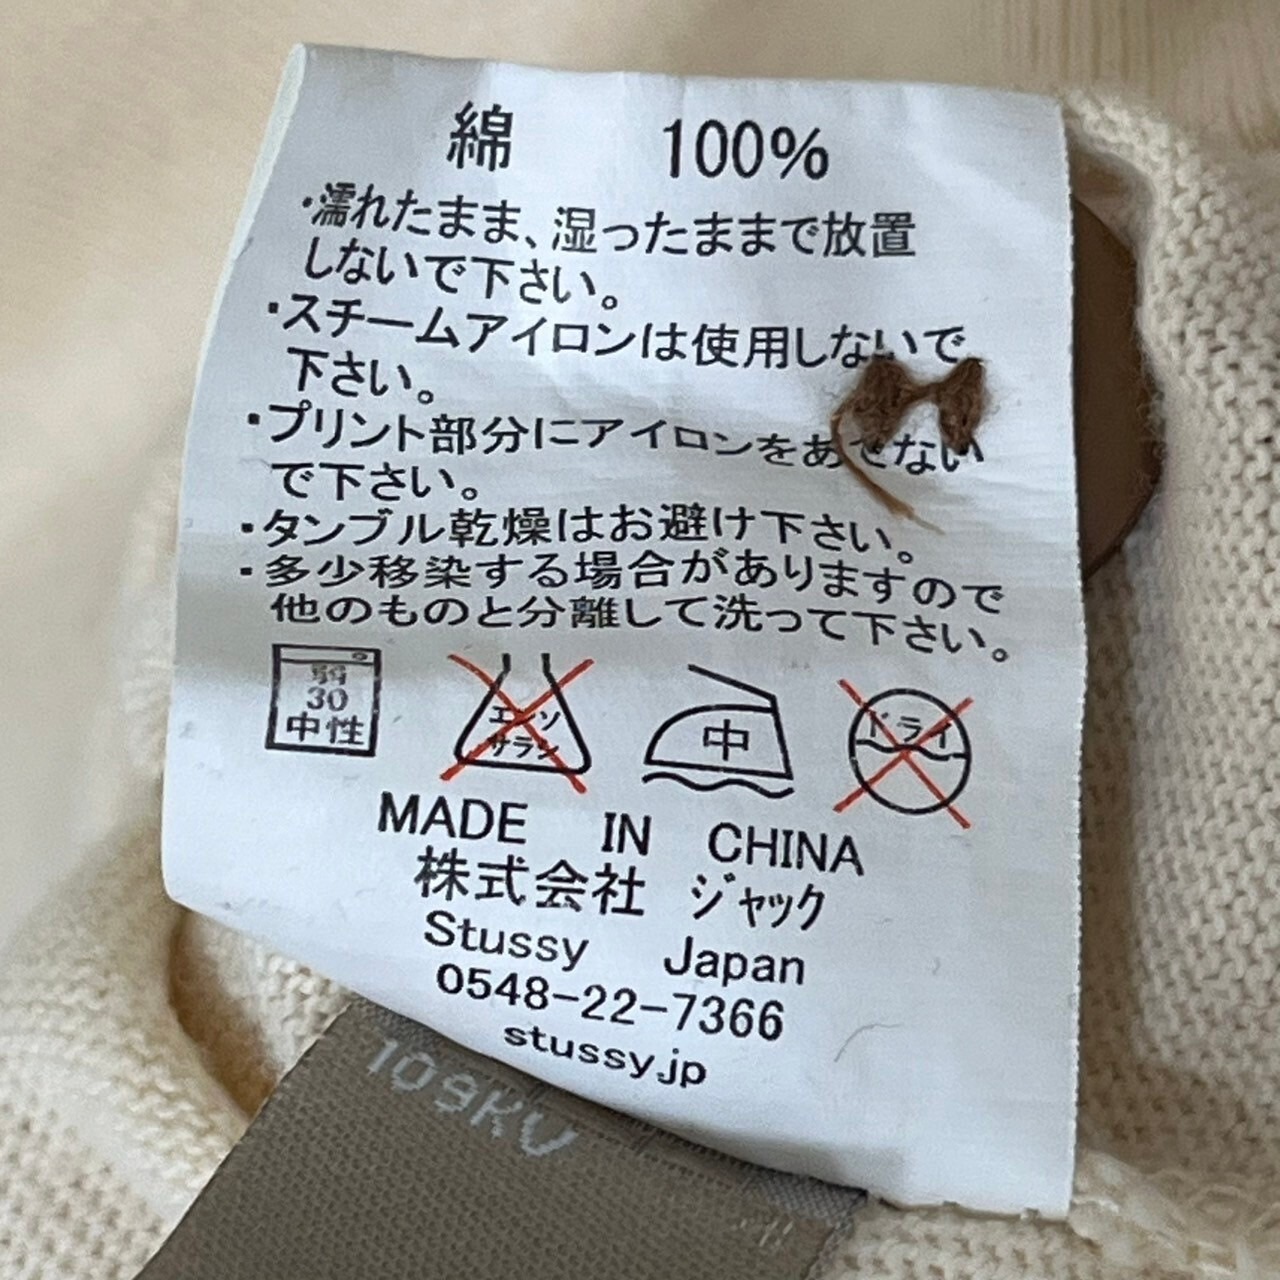 綿 100%
・濡れたまま、湿ったままで放置
しないで下さい。
・スチームアイロンは使用しないで
下さい。
・プリント部分にアイロンをあてない
で下さい。
・タンブル乾燥はお避け下さい。
・多少移染する場合がありますので
他のものと分離して洗って下さい。
弱
30
中性
エンソ
サラシ
中
ドライ
MADE IN CHINA
株式会社 ジャック
Stussy Japan
0548-22-7366
stussy.jp
109KV